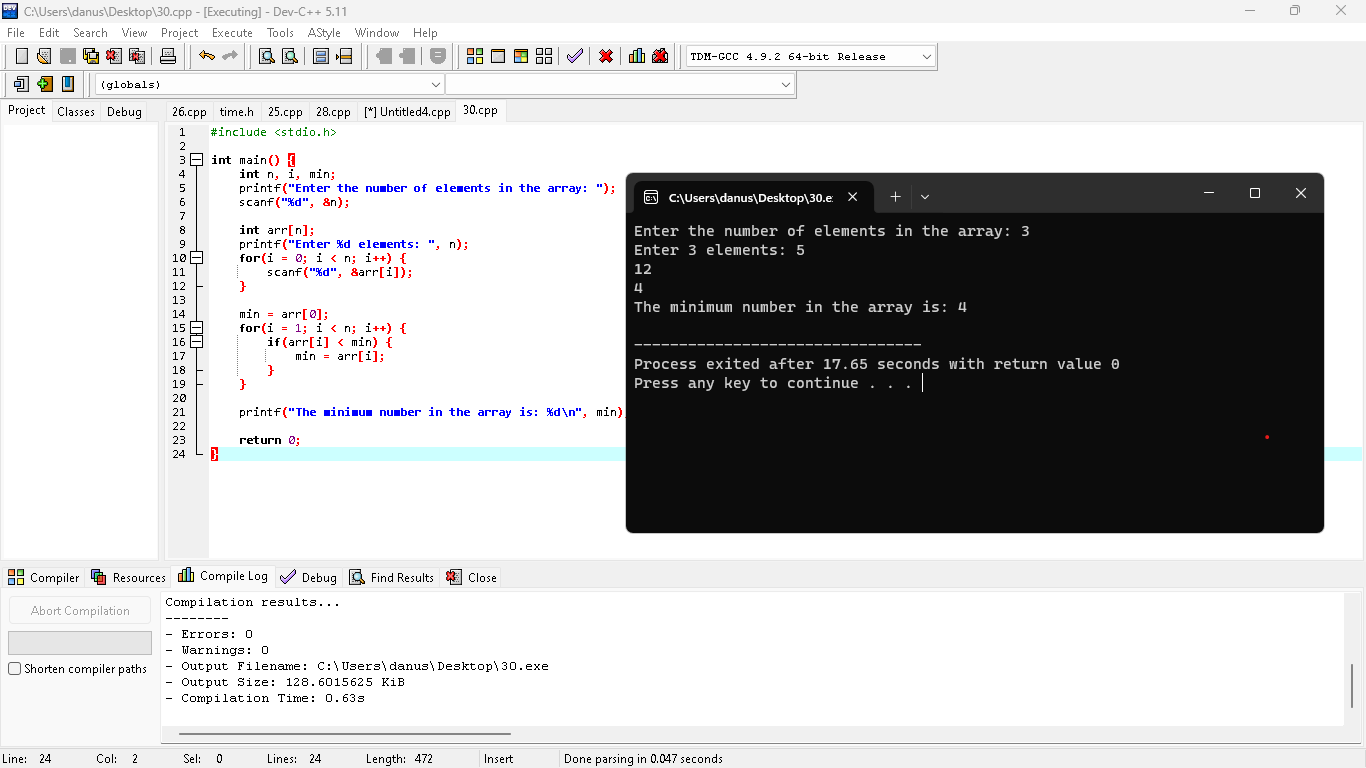 C:\Users\danus\Desktop\30.cpp - [Executing] - Dev-C++ 5.11
File Edit Search View Project Execute Tools AStyle Window Help
TDM-GCC 4.9.2 64-bit Release
(globals)
Project Classes Debug
26.cpp time.h 25.cpp 28.cpp [*] Untitled4.cpp 30.cpp
1 #include <stdio.h>
2
3 int main() {
4 int n, i, min;
5 printf("Enter the number of elements in the array: ");
6 scanf("%d", &n);
7
8 int arr[n];
9 printf("Enter %d elements: ", n);
10 for(i = 0; i < n; i++) {
11 scanf("%d", &arr[i]);
12 }
13
14 min = arr[0];
15 for(i = 1; i < n; i++) {
16 if(arr[i] < min) {
17 min = arr[i];
18 }
19 }
20
21 printf("The minimum number in the array is: %d\n", min)
22
23 return 0;
24 }
C:\Users\danus\Desktop\30.e
Enter the number of elements in the array: 3
Enter 3 elements: 5
12
4
The minimum number in the array is: 4
--------------------------------
Process exited after 17.65 seconds with return value 0
Press any key to continue . . .
Compiler Resources Compile Log Debug Find Results Close
Abort Compilation
Shorten compiler paths
Compilation results...
--------
- Errors: 0
- Warnings: 0
- Output Filename: C:\Users\danus\Desktop\30.exe
- Output Size: 128.6015625 KiB
- Compilation Time: 0.63s
Line: 24 Col: 2 Sel: 0 Lines: 24 Length: 472 Insert Done parsing in 0.047 seconds